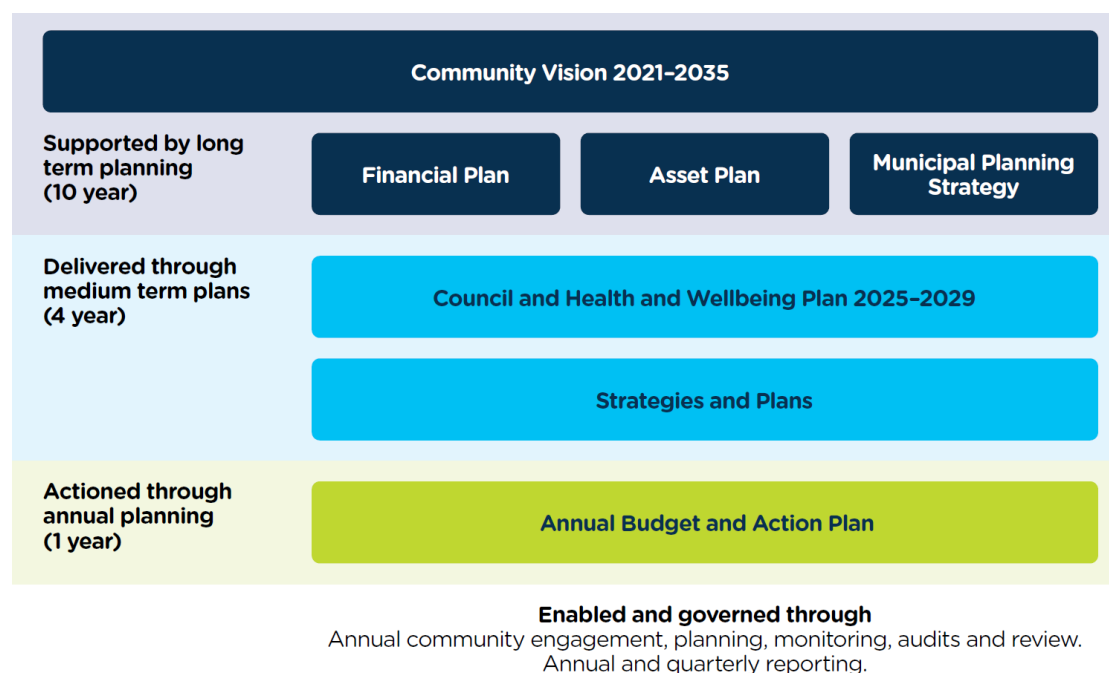 Community Vision 2021–2035
Supported by long
term planning
(10 year)
Financial Plan
Asset Plan
Municipal Planning
Strategy
Delivered through
medium term plans
(4 year)
Council and Health and Wellbeing Plan 2025–2029
Strategies and Plans
Actioned through
annual planning
(1 year)
Annual Budget and Action Plan
Enabled and governed through
Annual community engagement, planning, monitoring, audits and review.
Annual and quarterly reporting.